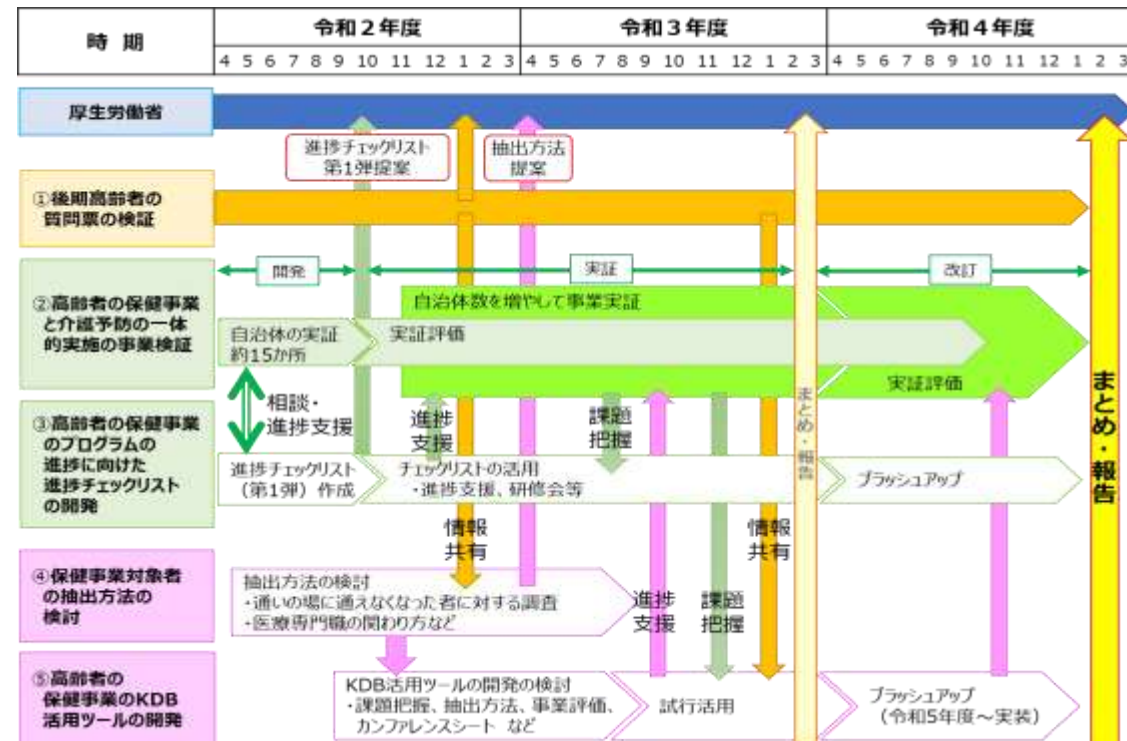 時 期
令和２年度
令和３年度
令和４年度
4 5 6 7 8 9 10 11 12 1 2 3 4 5 6 7 8 9 10 11 12 1 2 3 4 5 6 7 8 9 10 11 12 1 2 3
厚生労働省
進捗チェックリスト
第1弾提案
抽出方法
提案
①後期高齢者の
質問票の検証
開発
実証
改訂
②高齢者の保健事業
と介護予防の一体
的実施の事業検証
自治体数を増やして事業実証
自治体の実証
約15か所
実証評価
実証評価
相談・
進捗支援
進捗
支援
課題
把握
まとめ・報告
まとめ・報告
③高齢者の保健事業
のプログラムの
進捗に向けた
進捗チェックリスト
の開発
進捗チェックリスト
（第1弾）作成
チェックリストの活用
・進捗支援、研修会等
ブラッシュアップ
情報
共有
情報
共有
④保健事業対象者
の抽出方法の
検討
抽出方法の検討
・通いの場に通えなくなった者に対する調査
・医療専門職の関わり方など
進捗
支援
課題
把握
⑤高齢者の
保健事業のKDB
活用ツールの開発
KDB活用ツールの開発の検討
・課題把握、抽出方法、事業評価、
カンファレンスシート など
試行活用
ブラッシュアップ
（令和5年度～実装）